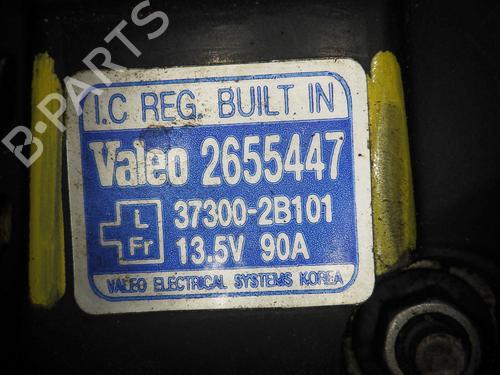 B-PARTS
I.C REG. BUILT IN
Valeo 2655447
L
Fr
37300-2B101
13.5V 90A
VALEO ELECTRICAL SYSTEMS KOREA